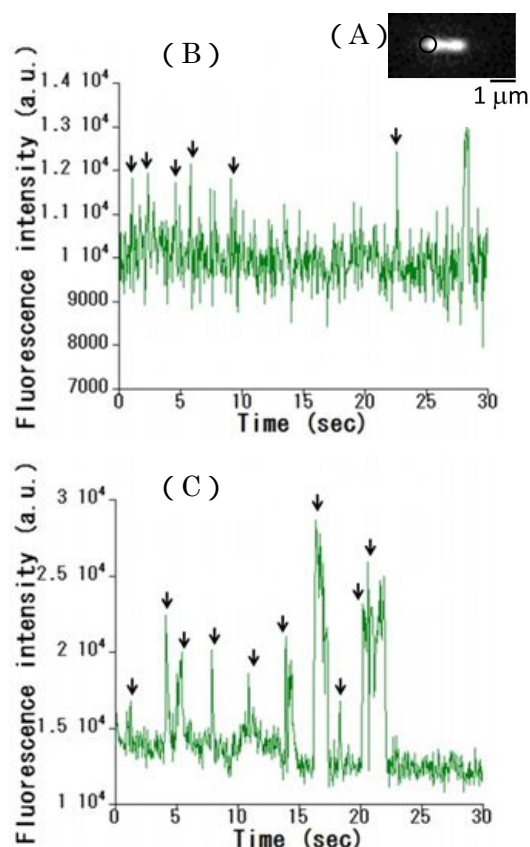 (A)
1 μm
(B)
Fluorescence intensity (a.u.)
1.4 10⁴
1.3 10⁴
1.2 10⁴
1.1 10⁴
1 10⁴
9000
8000
7000
0 5 10 15 20 25 30
Time (sec)
(C)
Fluorescence intensity (a.u.)
3 10⁴
2.5 10⁴
2 10⁴
1.5 10⁴
1 10⁴
0 5 10 15 20 25 30
Time (sec)